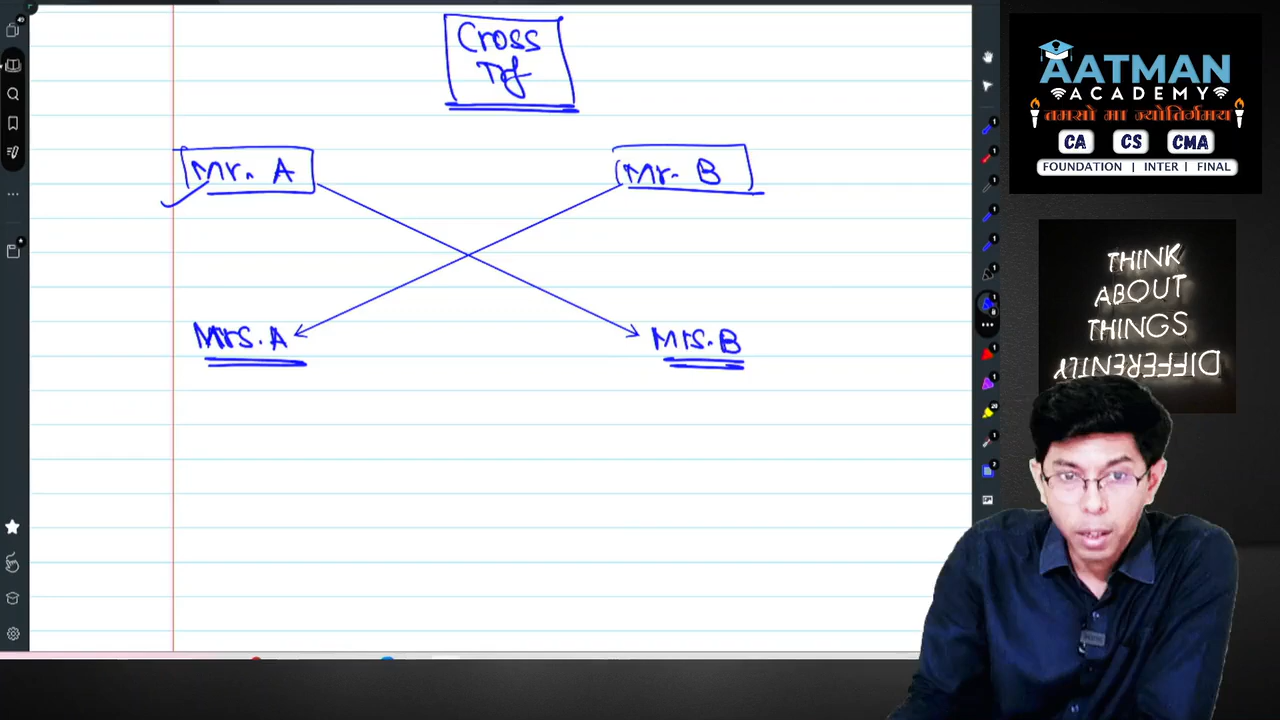 Cross
Trf
Mr. A
Mr. B
Mrs. A
Mrs. B
AATMAN
ACADEMY
तमसो मा ज्योतिर्गमय
CA CS CMA
FOUNDATION | INTER | FINAL
THINK
ABOUT
THINGS
DIFFERENTLY